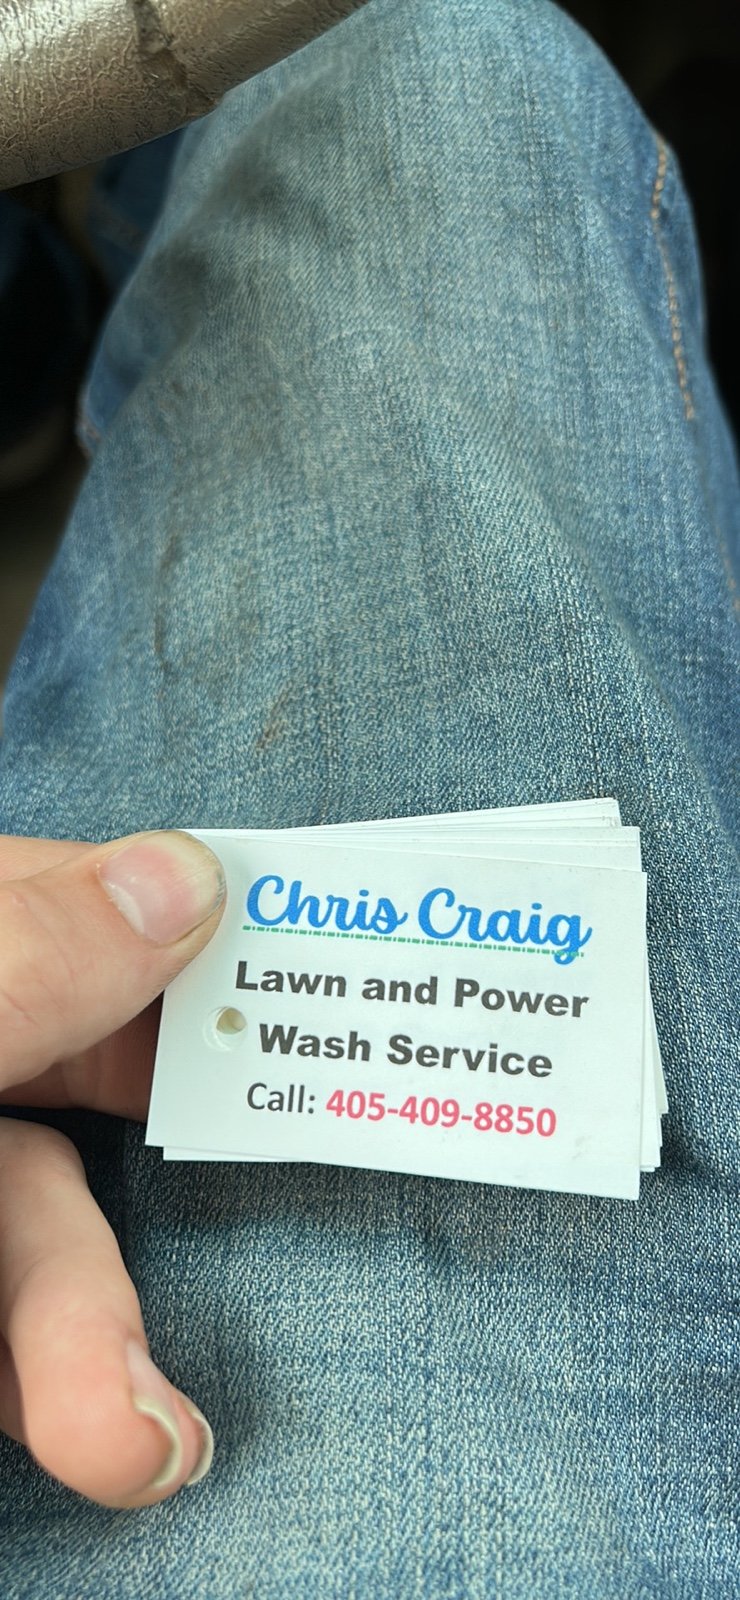 Chris Craig
Lawn and Power
Wash Service
Call: 405-409-8850